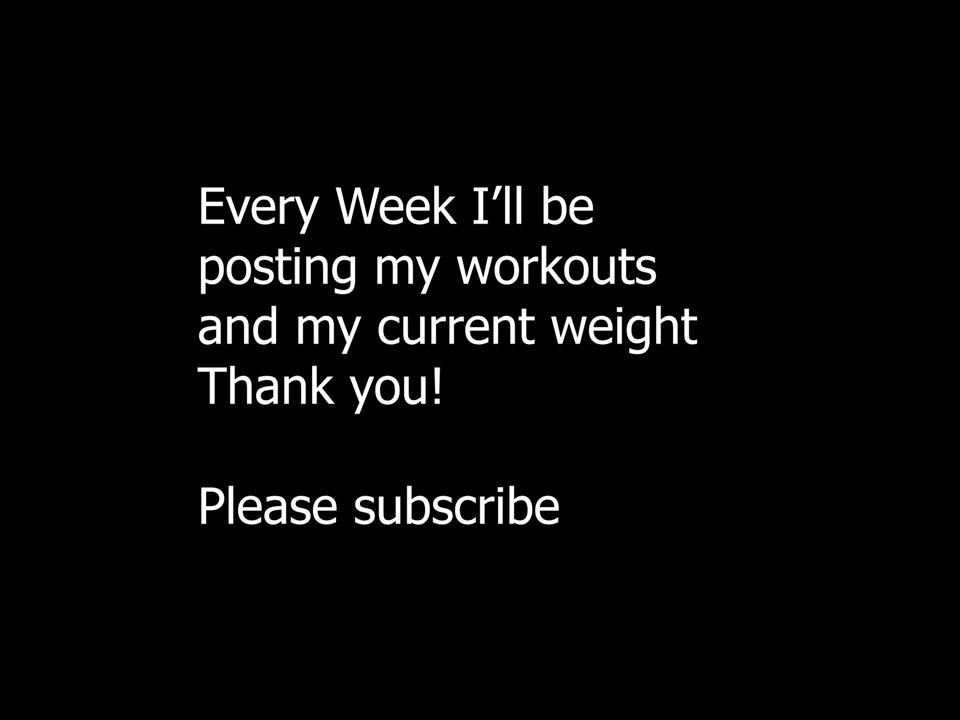 Every Week I’ll be
posting my workouts
and my current weight
Thank you!
Please subscribe